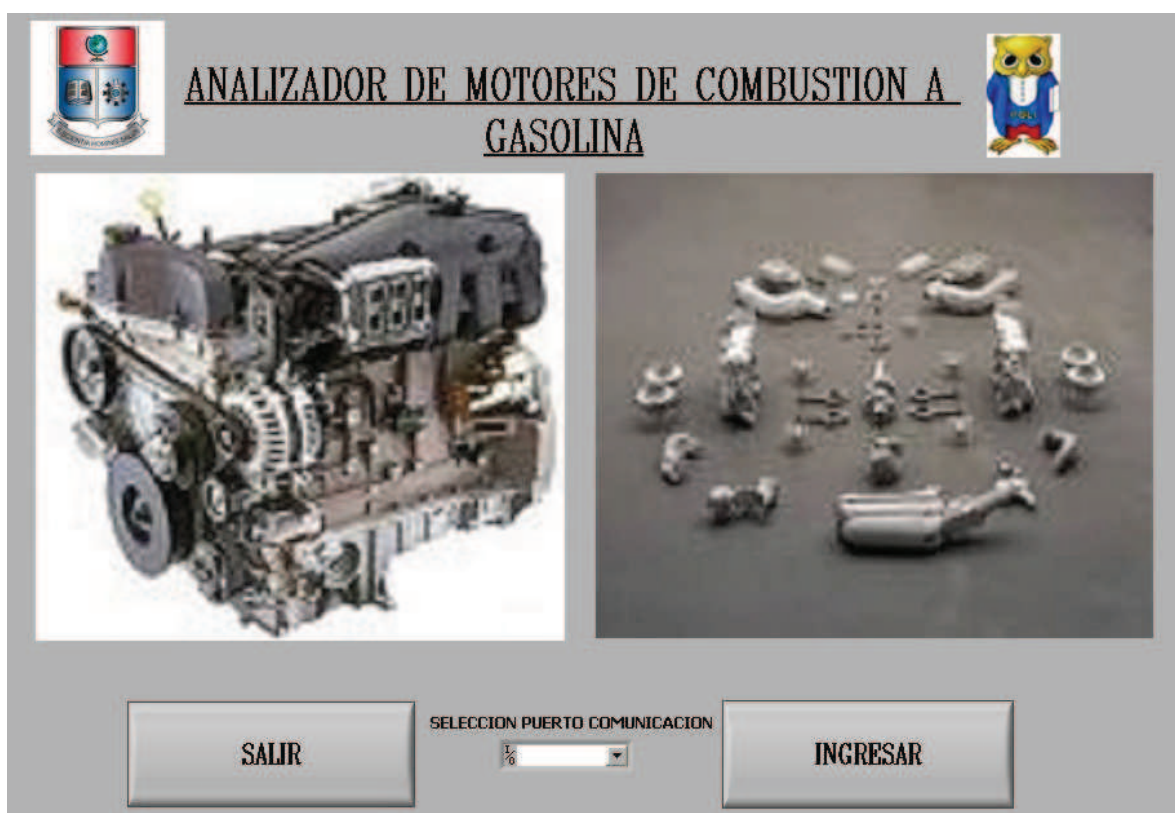 ANALIZADOR DE MOTORES DE COMBUSTION A
GASOLINA
SALIR
SELECCION PUERTO COMUNICACION
I/O
INGRESAR